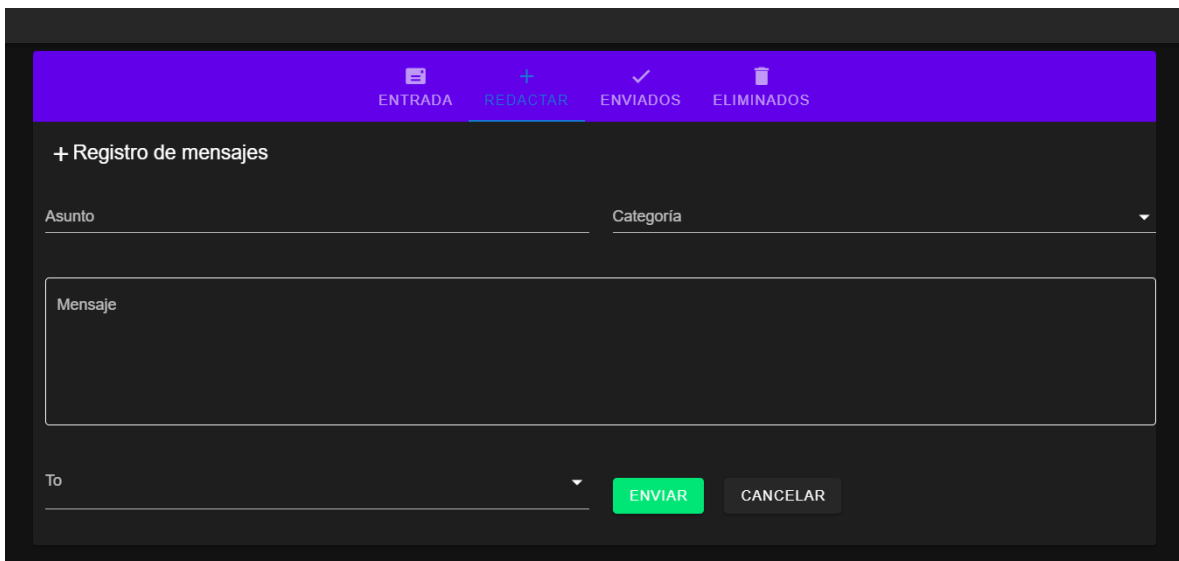 ENTRADA REDACTAR ENVIADOS ELIMINADOS
+ Registro de mensajes
Asunto Categoría
Mensaje
To
ENVIAR CANCELAR